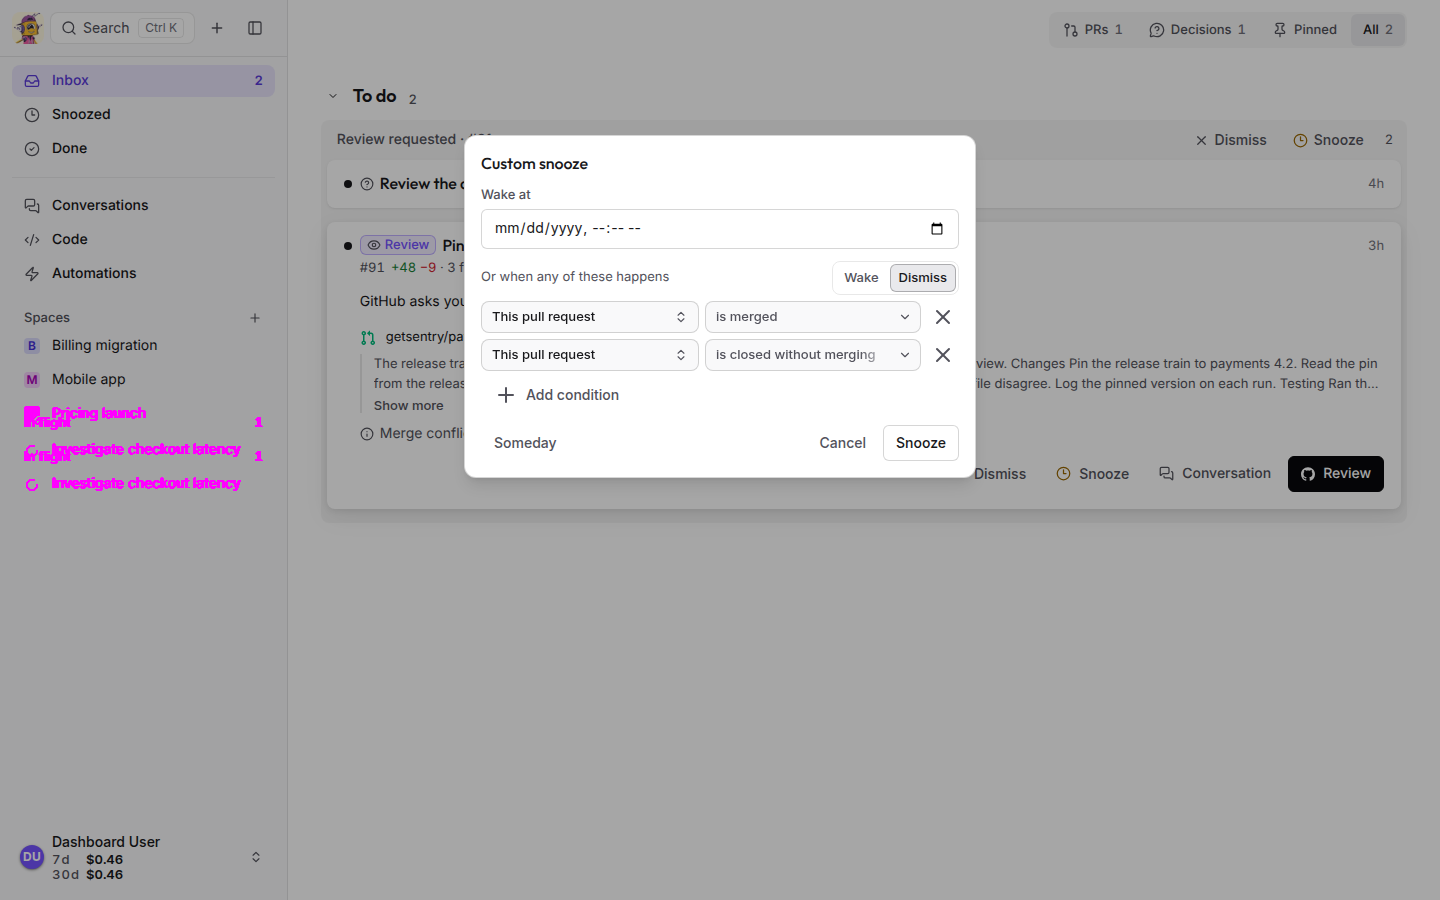 Search Ctrl K
PRs 1 Decisions 1 Pinned All 2
Inbox 2
Snoozed
Done
Conversations
Code
Automations
Spaces
B Billing migration
M Mobile app
Pricing launch
In flight 1
Investigate checkout latency
In flight 1
Investigate checkout latency
DU Dashboard User
7d $0.46
30d $0.46
To do 2
Review requested ·
Dismiss Snooze 2
Review the
4h
Review Pin
3h
#91 +48 −9 · 3 f
GitHub asks you
getsentry/pa
The release tra
view. Changes Pin the release train to payments 4.2. Read the pin
from the releas
ile disagree. Log the pinned version on each run. Testing Ran th...
Show more
Merge confli
Dismiss Snooze Conversation Review
Custom snooze
Wake at
mm/dd/yyyy, --:-- --
Or when any of these happens Wake Dismiss
This pull request is merged
This pull request is closed without merging
Add condition
Someday Cancel Snooze